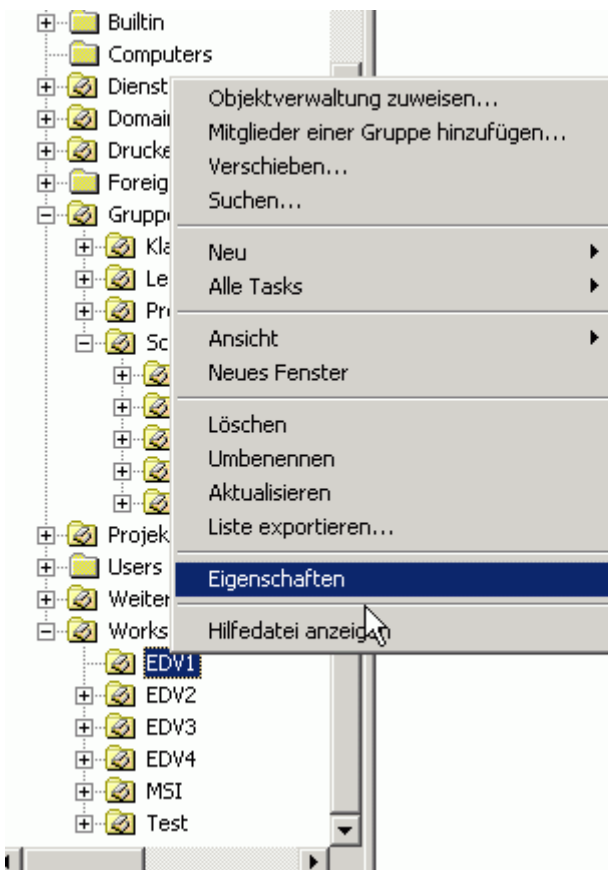 Builtin
Computers
Dienst
Domai
Drucke
Foreig
Grupp
Kla
Le
Pr
Sc
Projek
Users
Weiter
Works
EDV1
EDV2
EDV3
EDV4
MSI
Test
Objektverwaltung zuweisen...
Mitglieder einer Gruppe hinzufügen...
Verschieben...
Suchen...
Neu
Alle Tasks
Ansicht
Neues Fenster
Löschen
Umbenennen
Aktualisieren
Liste exportieren...
Eigenschaften
Hilfedatei anzeigen